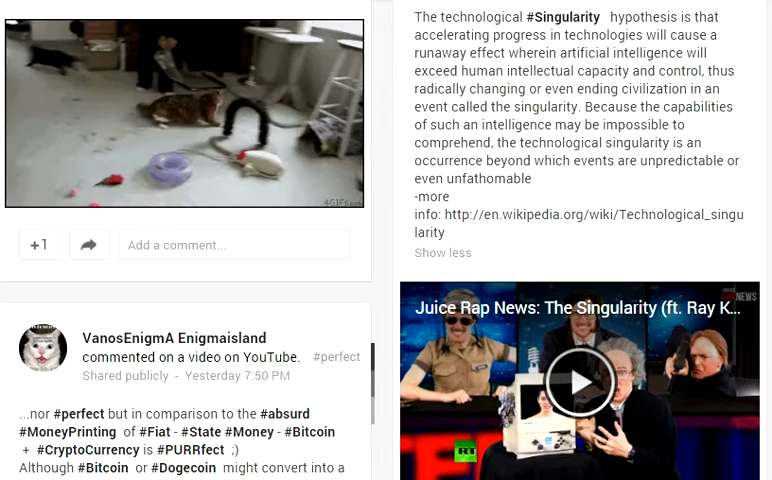 4GIFs.com
+1
Add a comment...
VanosEnigmA Enigmaisland
commented on a video on YouTube. #perfect
Shared publicly - Yesterday 7:50 PM
...nor #perfect but in comparison to the #absurd
#MoneyPrinting of #Fiat - #State #Money - #Bitcoin
+ #CryptoCurrency is #PURRfect ;)
Although #Bitcoin or #Dogecoin might convert into a
The technological #Singularity hypothesis is that
accelerating progress in technologies will cause a
runaway effect wherein artificial intelligence will
exceed human intellectual capacity and control, thus
radically changing or even ending civilization in an
event called the singularity. Because the capabilities
of such an intelligence may be impossible to
comprehend, the technological singularity is an
occurrence beyond which events are unpredictable or
even unfathomable
-more
info: http://en.wikipedia.org/wiki/Technological_singu
larity
Show less
Juice Rap News: The Singularity (ft. Ray K...
NEWS
RT